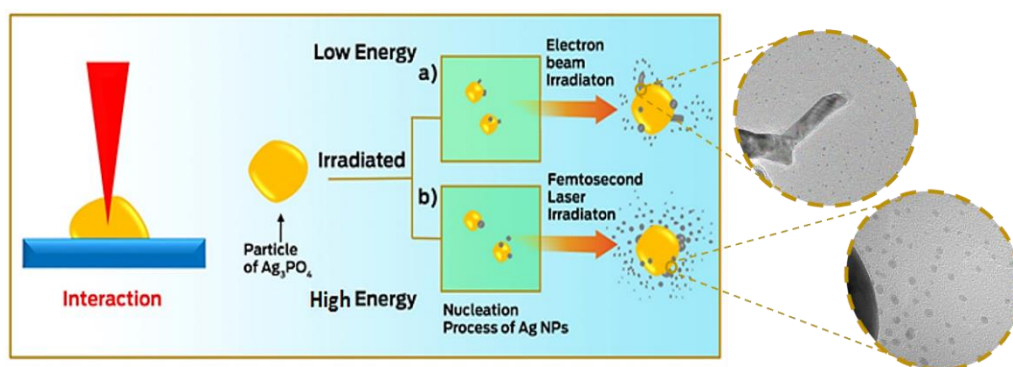 Low Energy
a)
Electron
beam
Irradiaton
Irradiated
b)
Femtosecond
Laser
Irradiaton
Particle
of Ag₃PO₄
Interaction
High Energy
Nucleation
Process of Ag NPs